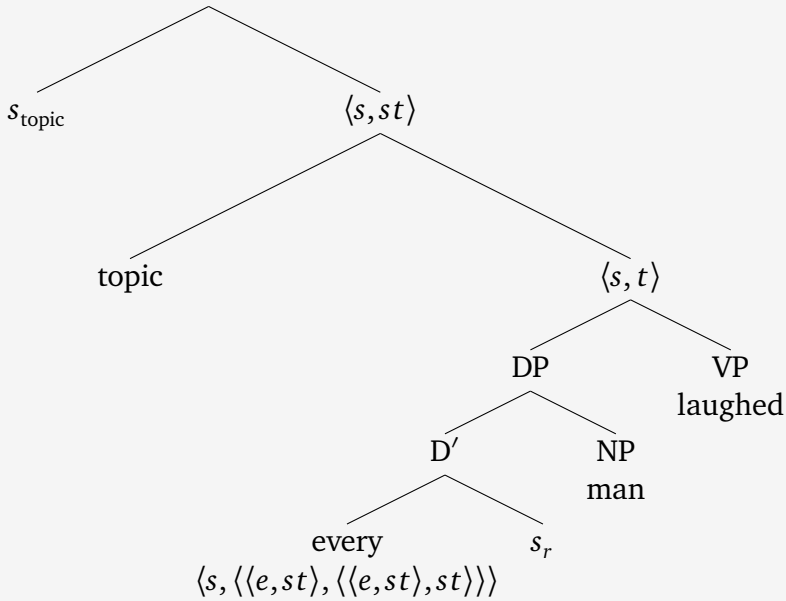 s_topic ⟨s, st⟩
topic ⟨s, t⟩
DP VP
laughed
D′ NP
man
every s_r
⟨s, ⟨⟨e, st⟩, ⟨⟨e, st⟩, st⟩⟩⟩